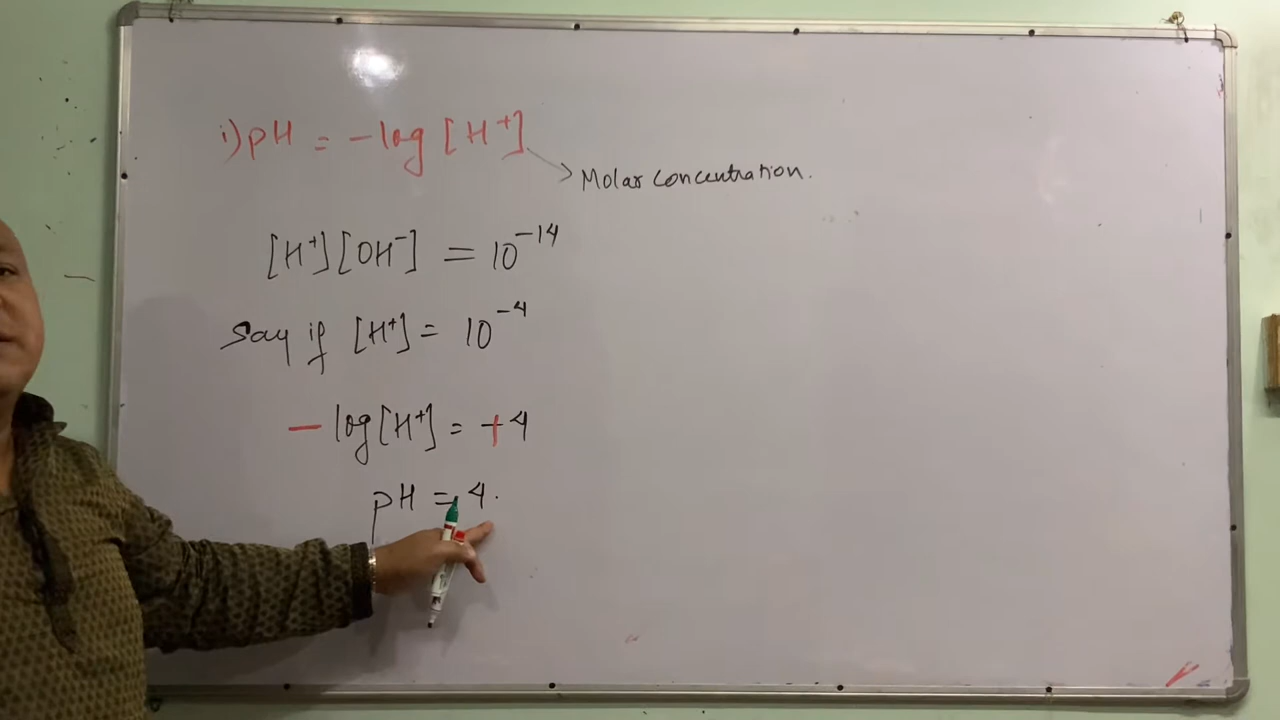 i) pH = -log [H⁺]
Molar concentration.
[H⁺][OH⁻] = 10⁻¹⁴
Say if [H⁺] = 10⁻⁴
- log[H⁺] = +4
pH = 4.